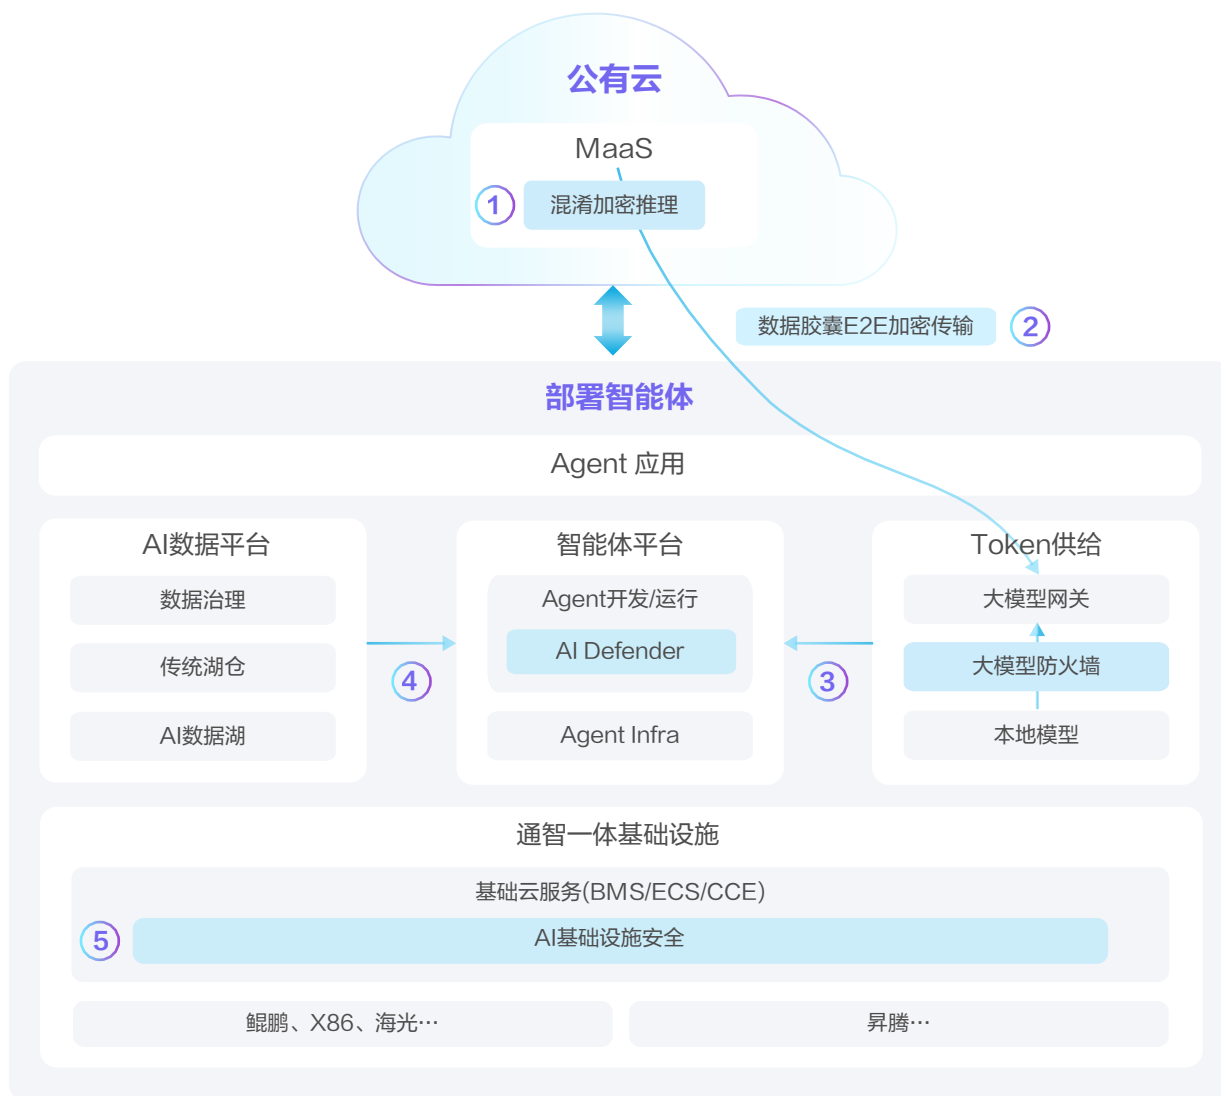 公有云
MaaS
1
混淆加密推理
数据胶囊E2E加密传输
2
部署智能体
Agent 应用
AI数据平台
数据治理
传统湖仓
AI数据湖
4
智能体平台
Agent开发/运行
AI Defender
Agent Infra
3
Token供给
大模型网关
大模型防火墙
本地模型
通智一体基础设施
基础云服务(BMS/ECS/CCE)
5
AI基础设施安全
鲲鹏、X86、海光…
昇腾…